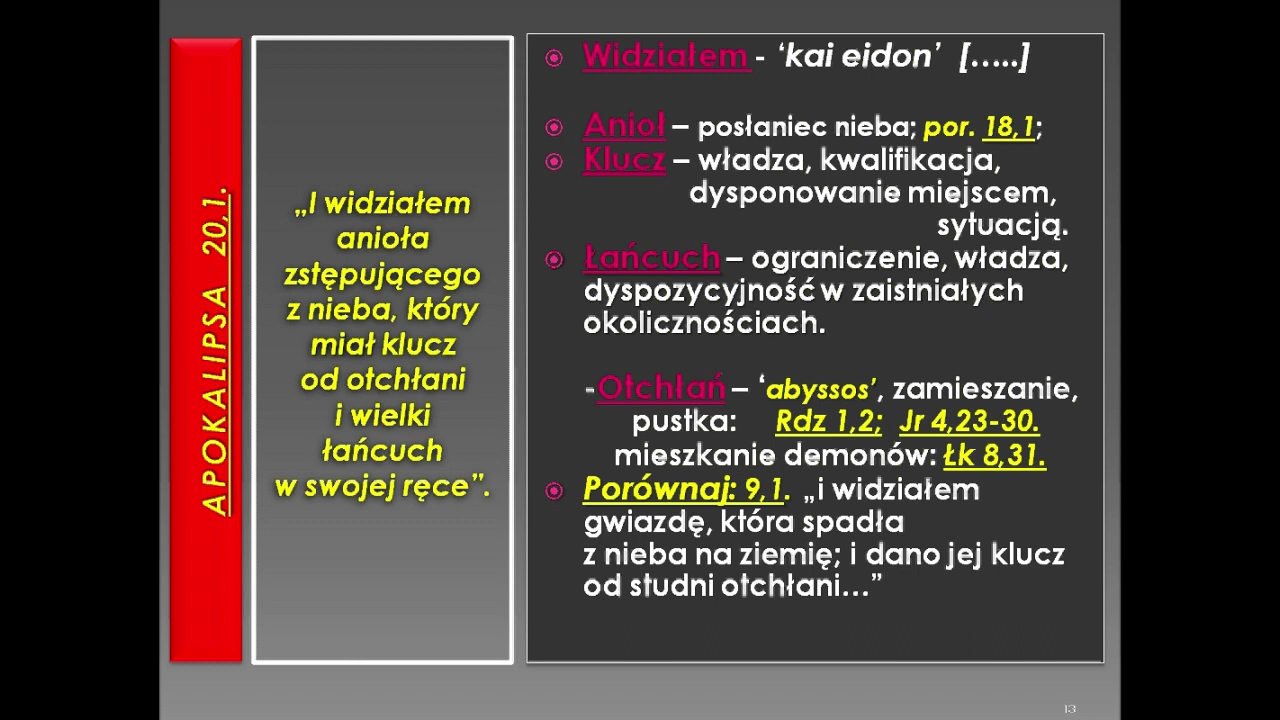 APOKALIPSA 20,1.
„I widziałem
anioła
zstępującego
z nieba, który
miał klucz
od otchłani
i wielki
łańcuch
w swojej ręce”.
Widziałem - ‘kai eidon’ [.....]
Anioł – posłaniec nieba; por. 18,1;
Klucz – władza, kwalifikacja,
dysponowanie miejscem,
sytuacją.
Łańcuch – ograniczenie, władza,
dyspozycyjność w zaistniałych
okolicznościach.
-Otchłań – ‘abyssos’, zamieszanie,
pustka: Rdz 1,2; Jr 4,23-30.
mieszkanie demonów: Łk 8,31.
Porównaj: 9,1. „i widziałem
gwiazdę, która spadła
z nieba na ziemię; i dano jej klucz
od studni otchłani…”
13